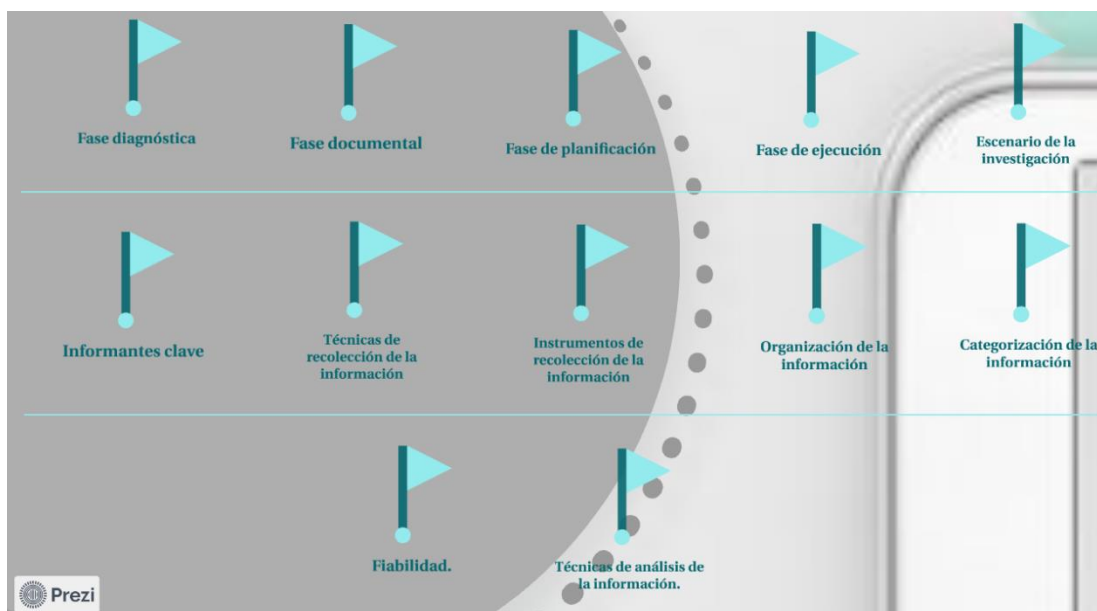 Fase diagnóstica
Fase documental
Fase de planificación
Fase de ejecución
Escenario de la
investigación
Informantes clave
Técnicas de
recolección de la
información
Instrumentos de
recolección de la
información
Organización de la
información
Categorización de la
información
Fiabilidad.
Técnicas de análisis de
la información.
Prezi